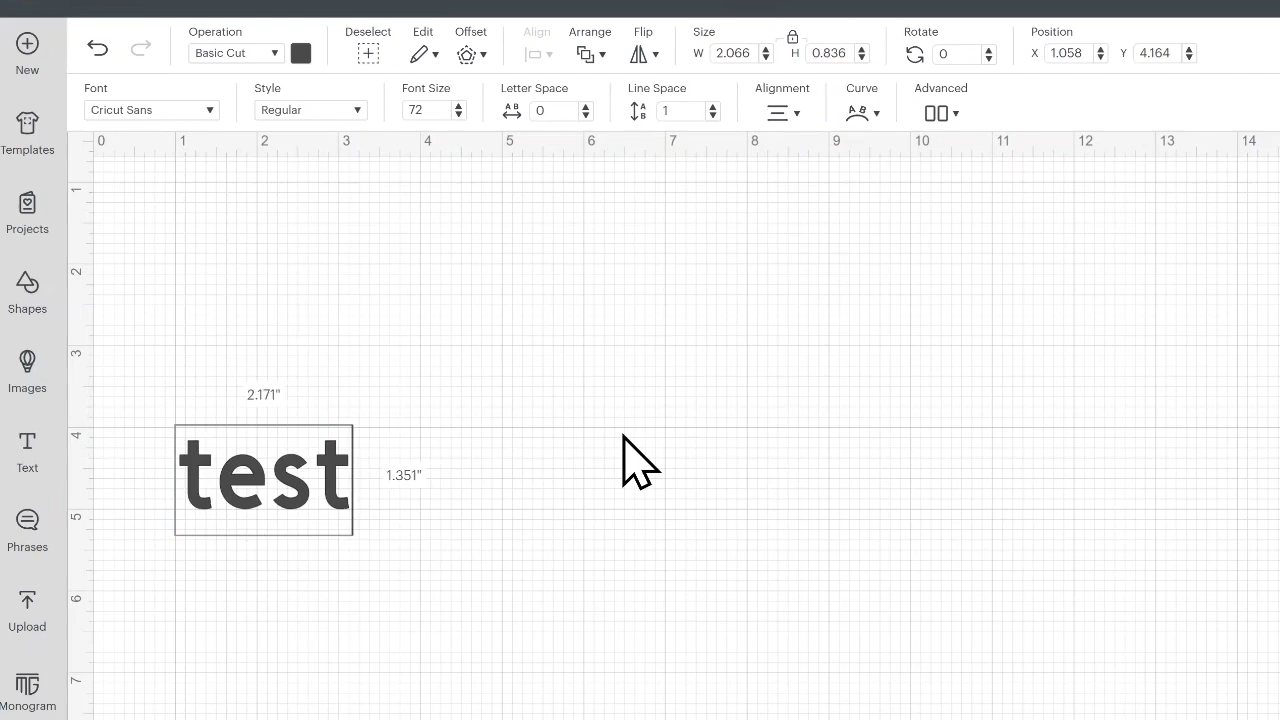 Operation
Deselect
Edit
Offset
Align
Arrange
Flip
Size
Rotate
Position
Basic Cut
W 2.066
H 0.836
0
X 1.058
Y 4.164
Font
Style
Font Size
Letter Space
Line Space
Alignment
Curve
Advanced
Cricut Sans
Regular
72
0
1
0 1 2 3 4 5 6 7 8 9 10 11 12 13 14
1
2
3
4
5
6
7
New
Templates
Projects
Shapes
Images
Text
Phrases
Upload
Monogram
2.171"
test
1.351"